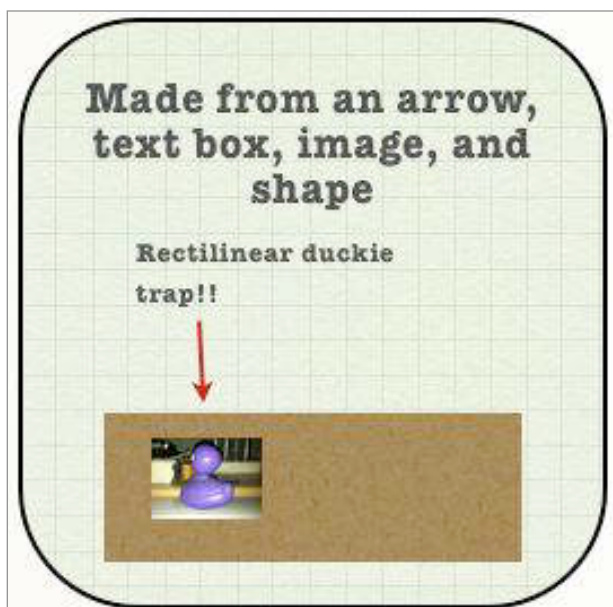 Made from an arrow,
text box, image, and
shape
Rectilinear duckie
trap!!